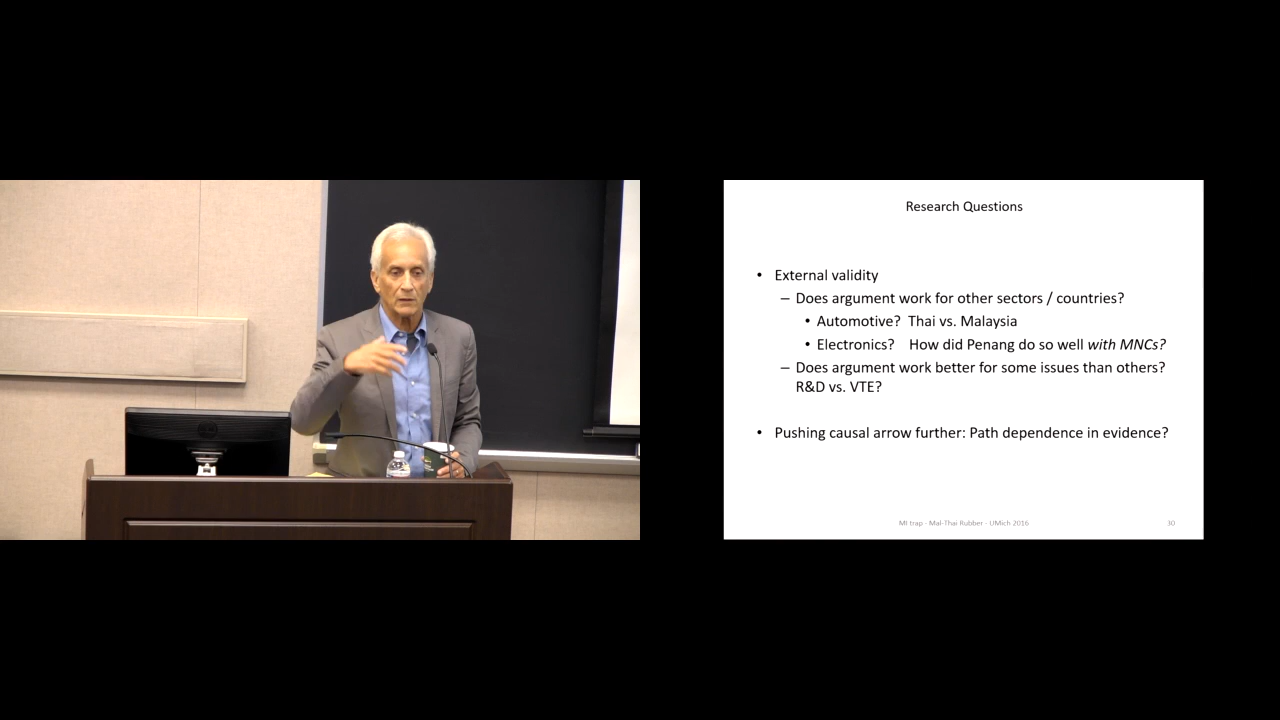 Research Questions
• External validity
– Does argument work for other sectors / countries?
• Automotive? Thai vs. Malaysia
• Electronics? How did Penang do so well with MNCs?
– Does argument work better for some issues than others?
R&D vs. VTE?
• Pushing causal arrow further: Path dependence in evidence?
MI trap - Mal-Thai Rubber - UMich 2016
30